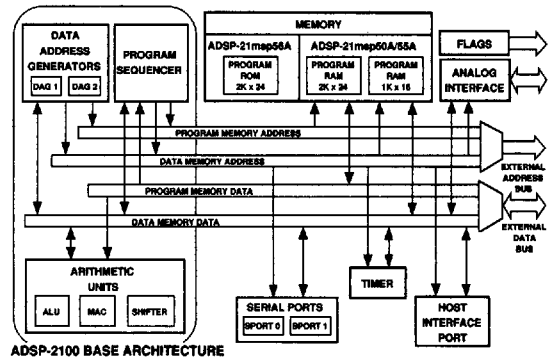 MEMORY
DATA
ADDRESS
GENERATORS
DAG 1
DAG 2
PROGRAM
SEQUENCER
ADSP-21msp56A
ADSP-21msp50A/55A
PROGRAM
ROM
2K x 24
PROGRAM
RAM
2K x 24
PROGRAM
RAM
1K x 16
FLAGS
ANALOG
INTERFACE
PROGRAM MEMORY ADDRESS
DATA MEMORY ADDRESS
EXTERNAL
ADDRESS
BUS
PROGRAM MEMORY DATA
DATA MEMORY DATA
EXTERNAL
DATA
BUS
ARITHMETIC
UNITS
ALU
MAC
SHIFTER
SERIAL PORTS
SPORT 0
SPORT 1
TIMER
HOST
INTERFACE
PORT
ADSP-2100 BASE ARCHITECTURE